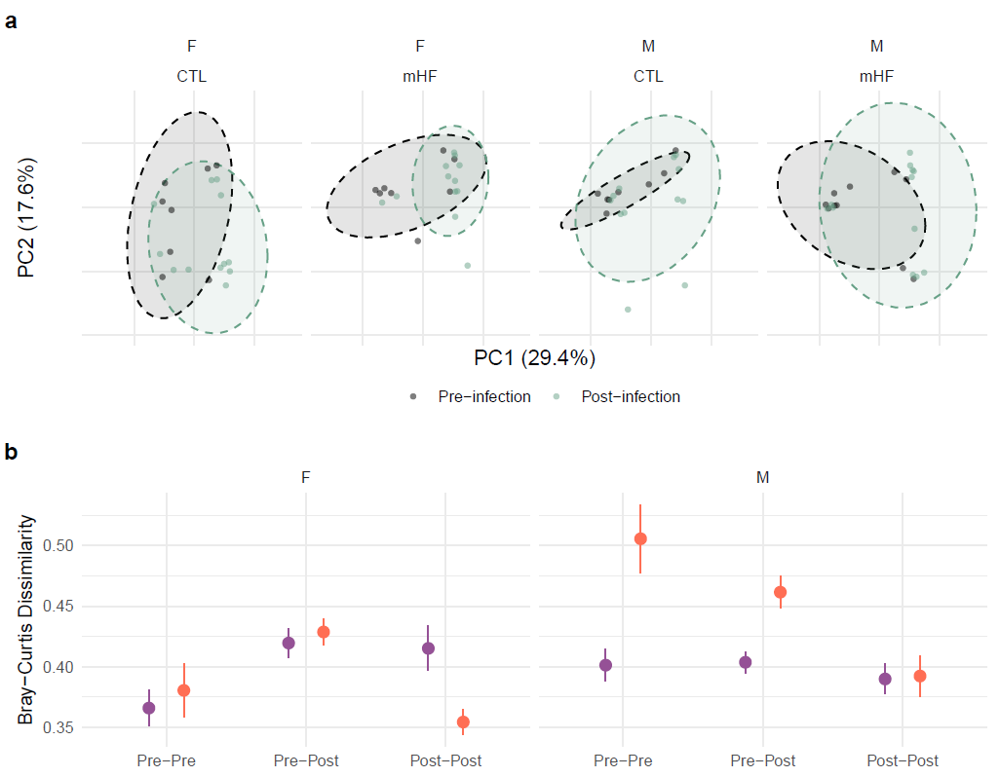 a
F F M M
CTL mHF CTL mHF
PC2 (17.6%)
PC1 (29.4%)
Pre−infection Post−infection
b
F M
Bray−Curtis Dissimilarity
0.50
0.45
0.40
0.35
Pre−Pre Pre−Post Post−Post Pre−Pre Pre−Post Post−Post